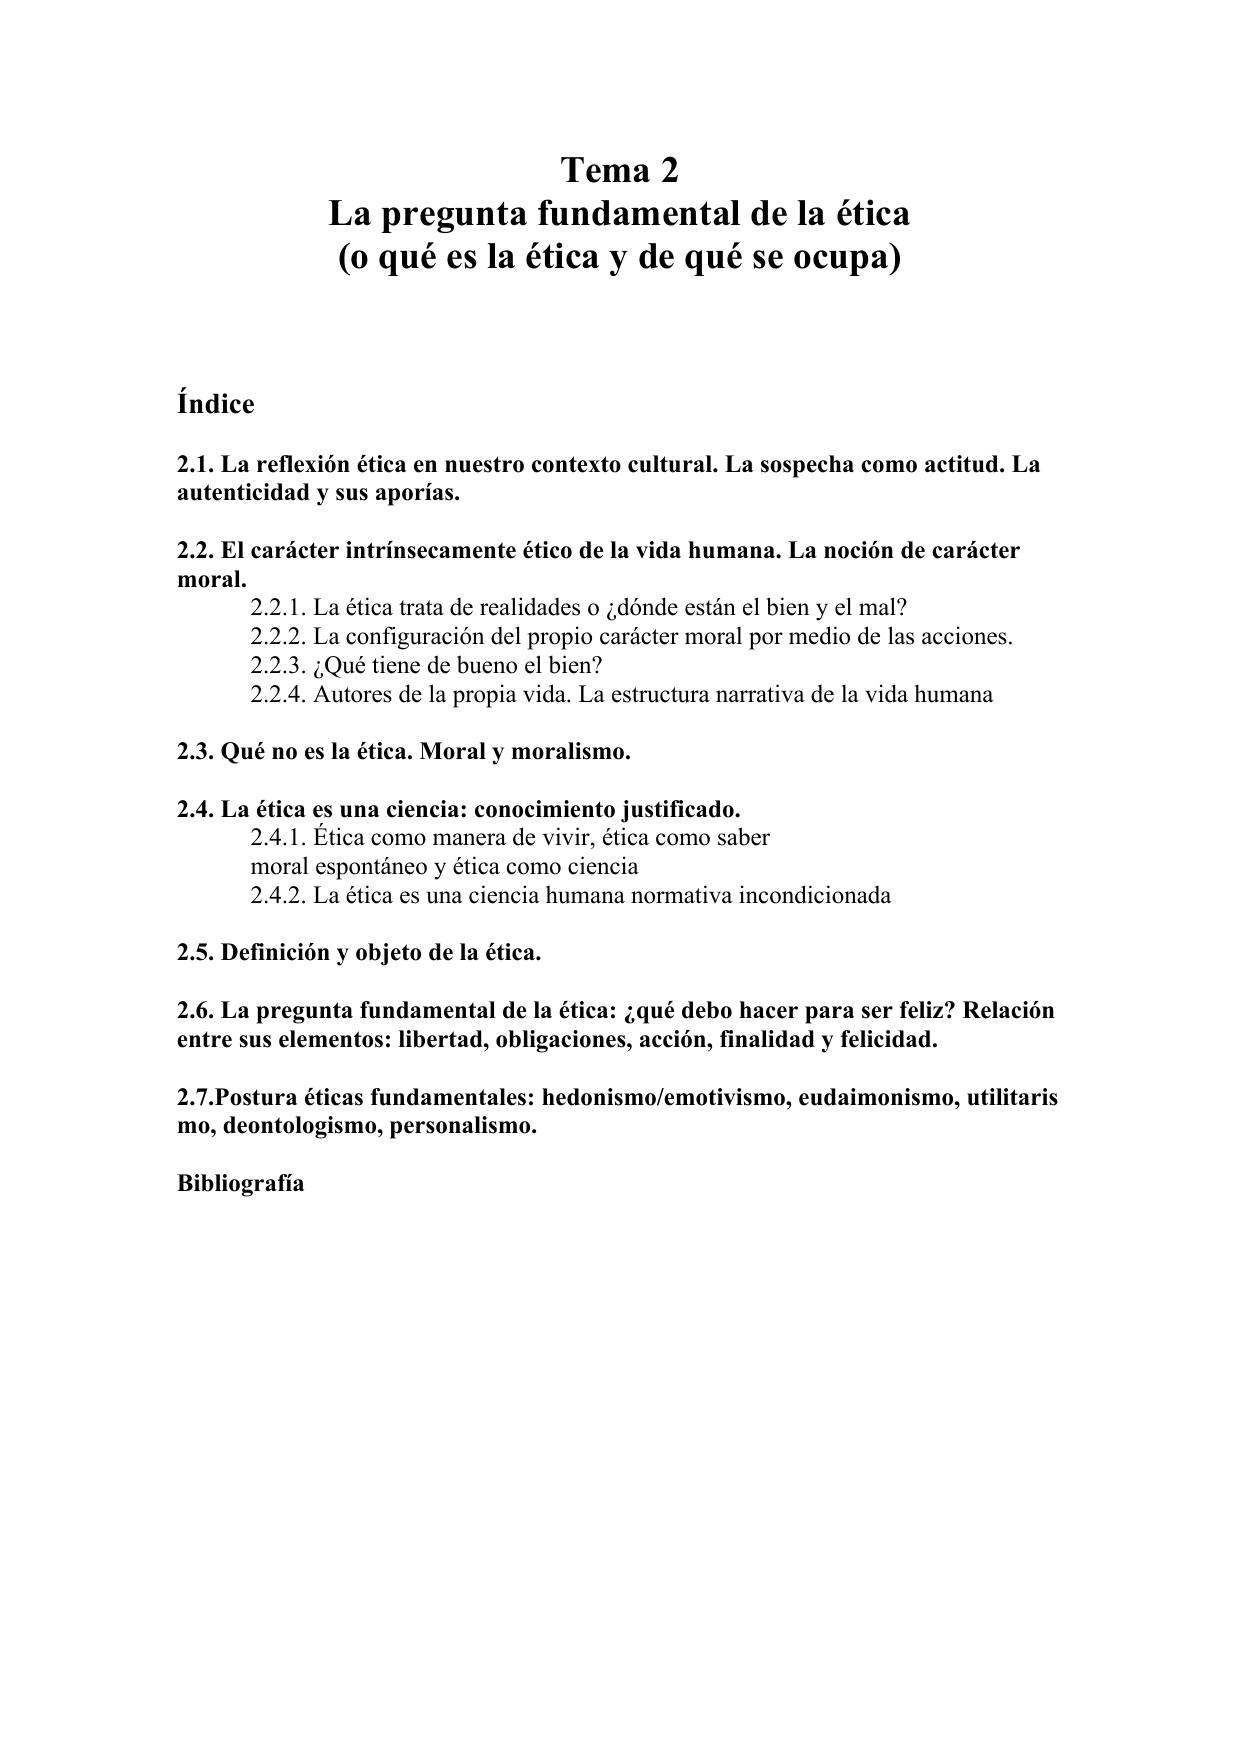 Tema 2
La pregunta fundamental de la ética
(o qué es la ética y de qué se ocupa)
Índice
2.1. La reflexión ética en nuestro contexto cultural. La sospecha como actitud. La
autenticidad y sus aporías.
2.2. El carácter intrínsecamente ético de la vida humana. La noción de carácter
moral.
2.2.1. La ética trata de realidades o ¿dónde están el bien y el mal?
2.2.2. La configuración del propio carácter moral por medio de las acciones.
2.2.3. ¿Qué tiene de bueno el bien?
2.2.4. Autores de la propia vida. La estructura narrativa de la vida humana
2.3. Qué no es la ética. Moral y moralismo.
2.4. La ética es una ciencia: conocimiento justificado.
2.4.1. Ética como manera de vivir, ética como saber
moral espontáneo y ética como ciencia
2.4.2. La ética es una ciencia humana normativa incondicionada
2.5. Definición y objeto de la ética.
2.6. La pregunta fundamental de la ética: ¿qué debo hacer para ser feliz? Relación
entre sus elementos: libertad, obligaciones, acción, finalidad y felicidad.
2.7.Postura éticas fundamentales: hedonismo/emotivismo, eudaimonismo, utilitaris
mo, deontologismo, personalismo.
Bibliografía